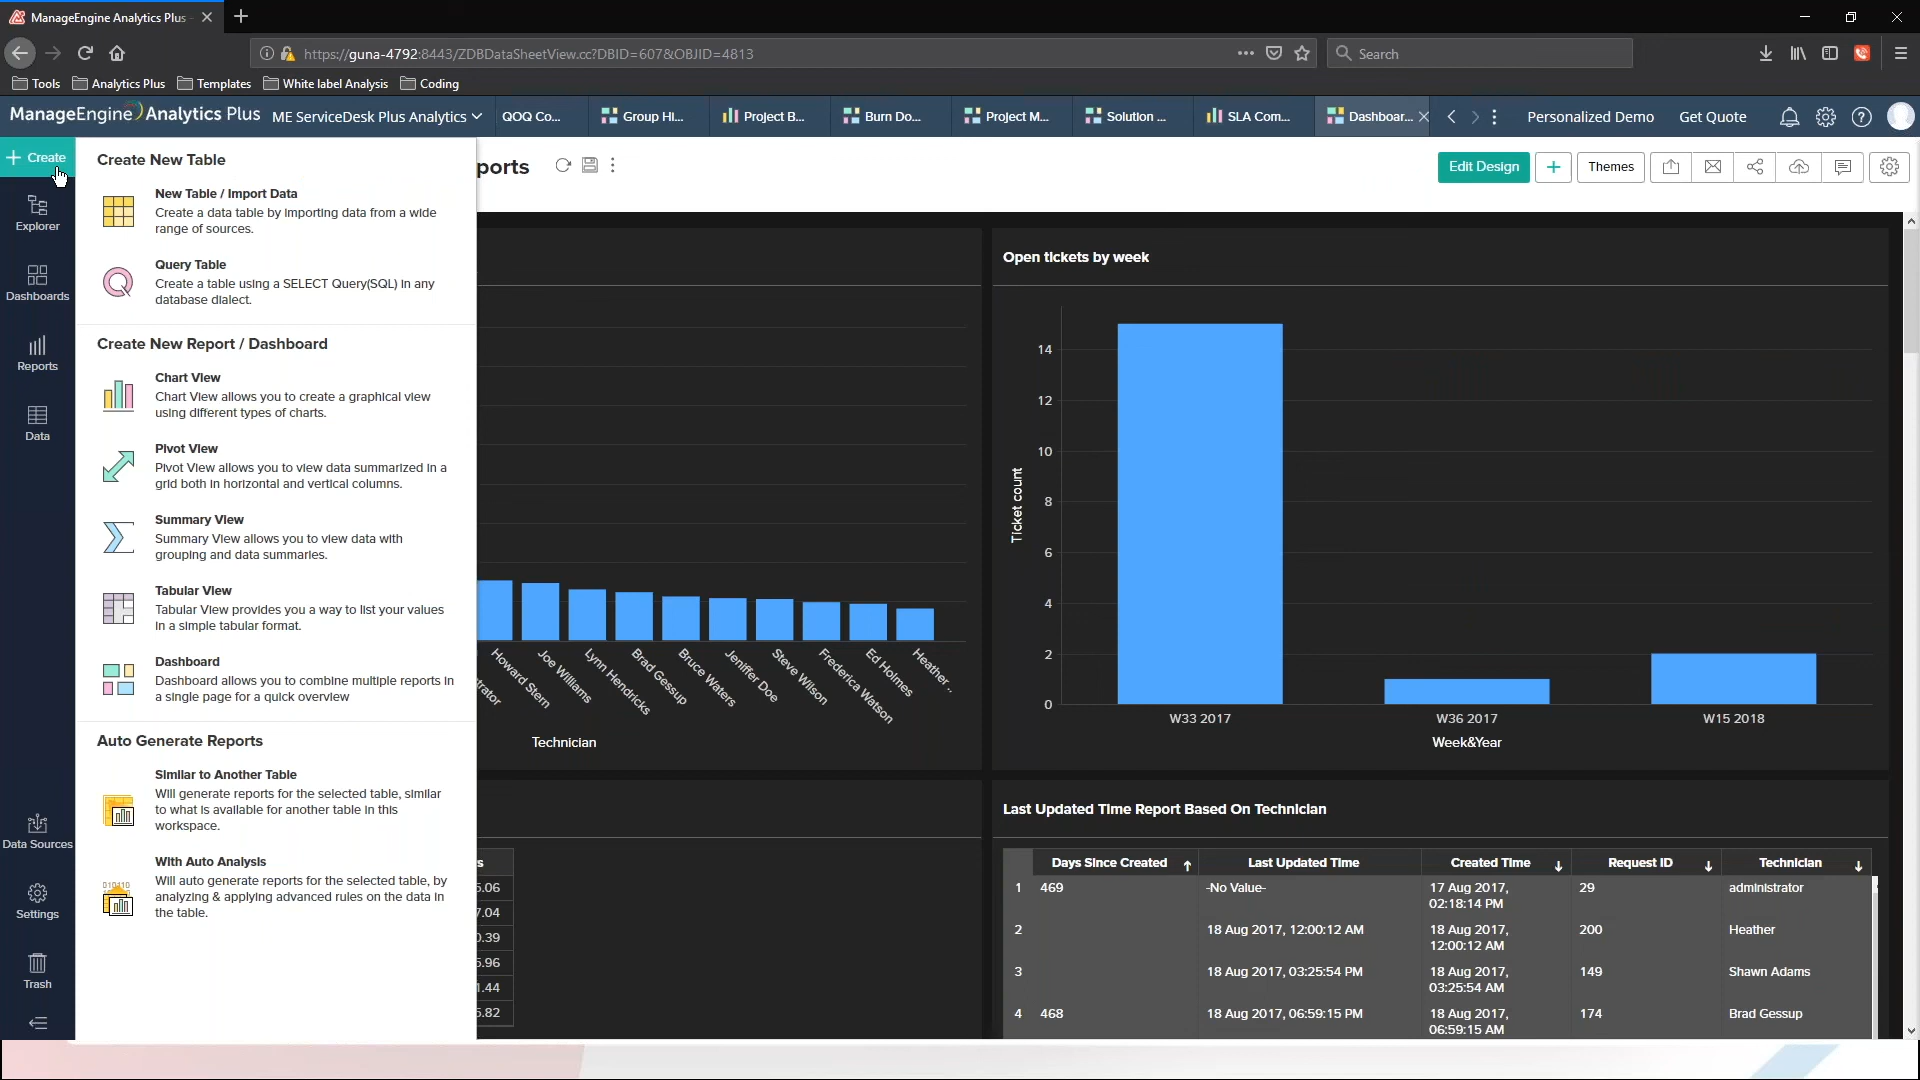 ManageEngine Analytics Plus
https://guna-4792:8443/ZDBDataSheetView.cc?DBID=607&OBJID=4813
Search
Tools
Analytics Plus
Templates
White label Analysis
Coding
ManageEngine Analytics Plus
ME ServiceDesk Plus Analytics
QOQ Co...
Group Hi...
Project B...
Burn Do...
Project M...
Solution ...
SLA Com...
Dashboar...
Personalized Demo
Get Quote
+ Create
Explorer
Dashboards
Reports
Data
Data Sources
Settings
Trash
Create New Table
New Table / Import Data
Create a data table by importing data from a wide
range of sources.
Query Table
Create a table using a SELECT Query(SQL) in any
database dialect.
Create New Report / Dashboard
Chart View
Chart View allows you to create a graphical view
using different types of charts.
Pivot View
Pivot View allows you to view data summarized in a
grid both in horizontal and vertical columns.
Summary View
Summary View allows you to view data with
grouping and data summaries.
Tabular View
Tabular View provides you a way to list your values
in a simple tabular format.
Dashboard
Dashboard allows you to combine multiple reports in
a single page for a quick overview
Auto Generate Reports
Similar to Another Table
Will generate reports for the selected table, similar
to what is available for another table in this
workspace.
With Auto Analysis
Will auto generate reports for the selected table, by
analyzing & applying advanced rules on the data in
the table.
ports
Edit Design
+
Themes
strator
Howard Stern
Joe Williams
Lynn Hendricks
Brad Gessup
Bruce Waters
Jeniffer Doe
Steve Wilson
Frederica Watson
Ed Holmes
Heather ..
Technician
Open tickets by week
14
12
10
8
6
4
2
0
Ticket count
W33 2017
W36 2017
W15 2018
Week&Year
s
5.06
7.04
0.39
5.96
1.44
5.82
Last Updated Time Report Based On Technician
Days Since Created Last Updated Time Created Time Request ID Technician
1 469 -No Value- 17 Aug 2017, 02:18:14 PM 29 administrator
2 18 Aug 2017, 12:00:12 AM 18 Aug 2017, 12:00:12 AM 200 Heather
3 18 Aug 2017, 03:25:54 PM 18 Aug 2017, 03:25:54 AM 149 Shawn Adams
4 468 18 Aug 2017, 06:59:15 PM 18 Aug 2017, 06:59:15 AM 174 Brad Gessup